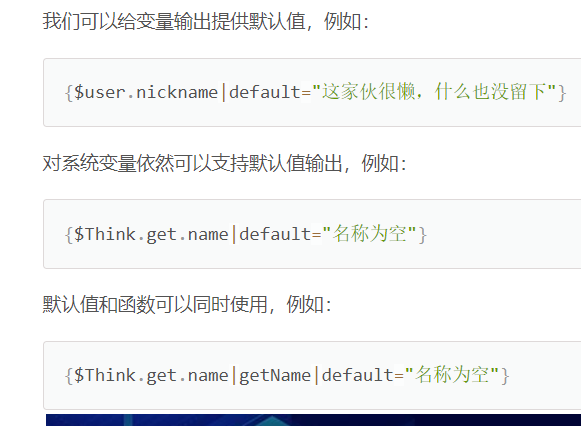 我们可以给变量输出提供默认值，例如：
{$user.nickname|default="这家伙很懒，什么也没留下"}
对系统变量依然可以支持默认值输出，例如：
{$Think.get.name|default="名称为空"}
默认值和函数可以同时使用，例如：
{$Think.get.name|getName|default="名称为空"}